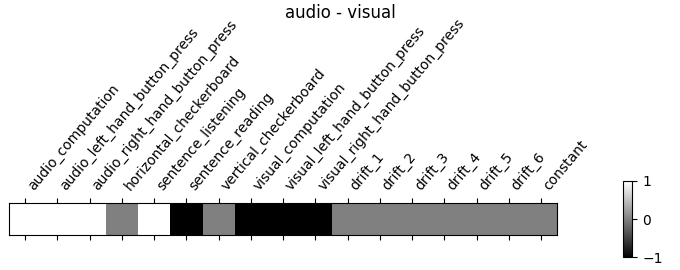 audio - visual
audio_computation
audio_left_hand_button_press
audio_right_hand_button_press
horizontal_checkerboard
sentence_listening
sentence_reading
vertical_checkerboard
visual_computation
visual_left_hand_button_press
visual_right_hand_button_press
drift_1
drift_2
drift_3
drift_4
drift_5
drift_6
constant
1
0
−1